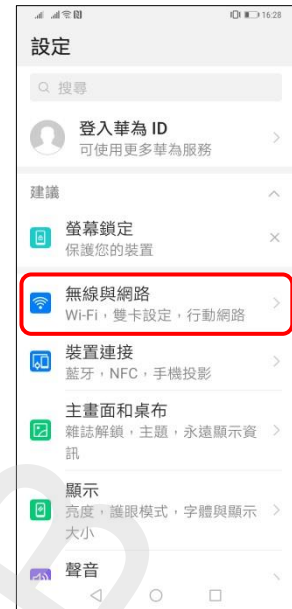 16:28
設定
搜尋
登入華為 ID
可使用更多華為服務
建議
螢幕鎖定
保護您的裝置
無線與網路
Wi-Fi，雙卡設定，行動網路
裝置連接
藍牙，NFC，手機投影
主畫面和桌布
雜誌解鎖，主題，永遠顯示資
訊
顯示
亮度，護眼模式，字體與顯示
大小
聲音